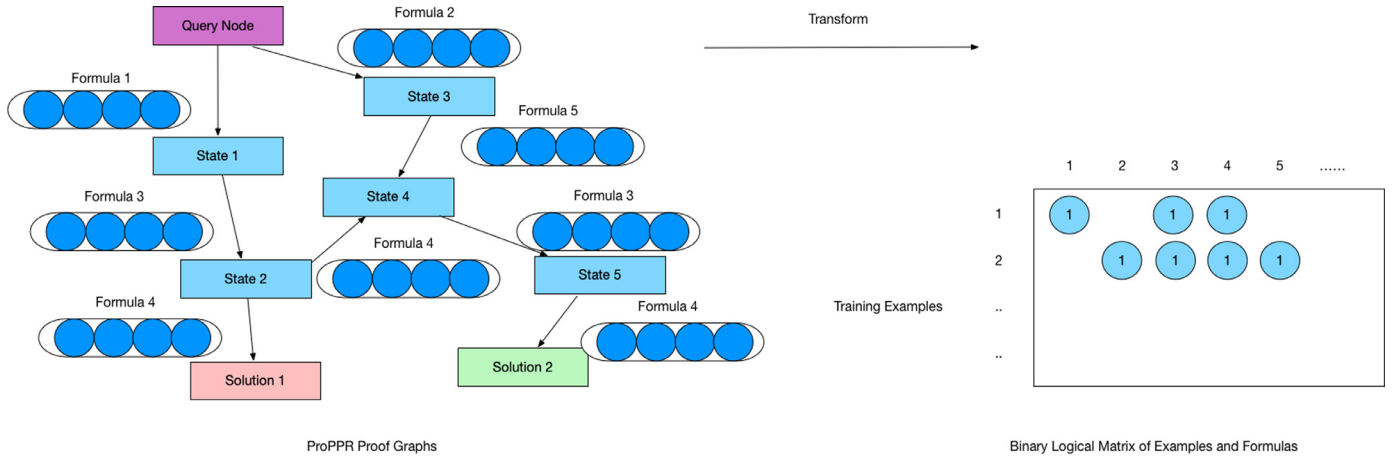 Formula 2
Query Node
Transform
Formula 1
State 3
Formula 5
State 1
1 2 3 4 5 ......
Formula 3
State 4
Formula 3
1 1 1 1
Formula 4
2 1 1 1 1
State 2
State 5
Formula 4
Formula 4
Training Examples ..
..
Solution 1
Solution 2
ProPPR Proof Graphs
Binary Logical Matrix of Examples and Formulas